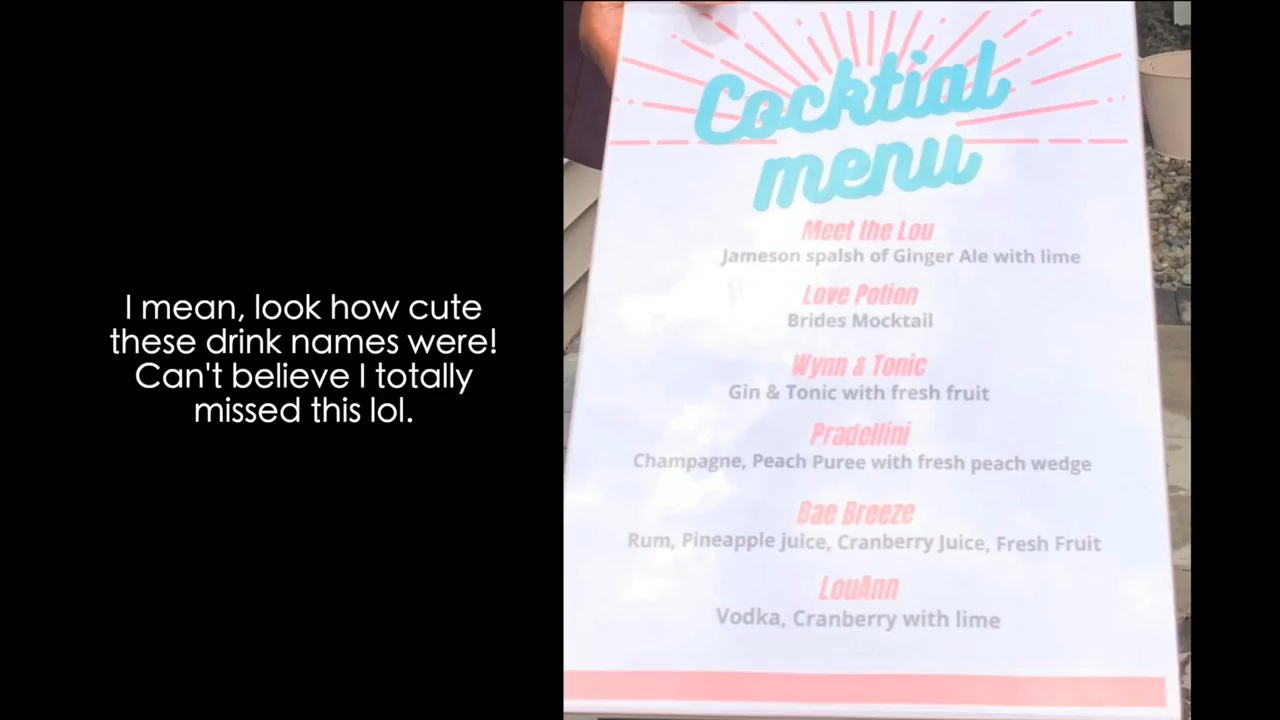 I mean, look how cute
these drink names were!
Can't believe I totally
missed this lol.
Cocktial
menu
Meet the Lou
Jameson spalsh of Ginger Ale with lime
Love Potion
Brides Mocktail
Wynn & Tonic
Gin & Tonic with fresh fruit
Pradellini
Champagne, Peach Puree with fresh peach wedge
Bae Breeze
Rum, Pineapple juice, Cranberry Juice, Fresh Fruit
LouAnn
Vodka, Cranberry with lime